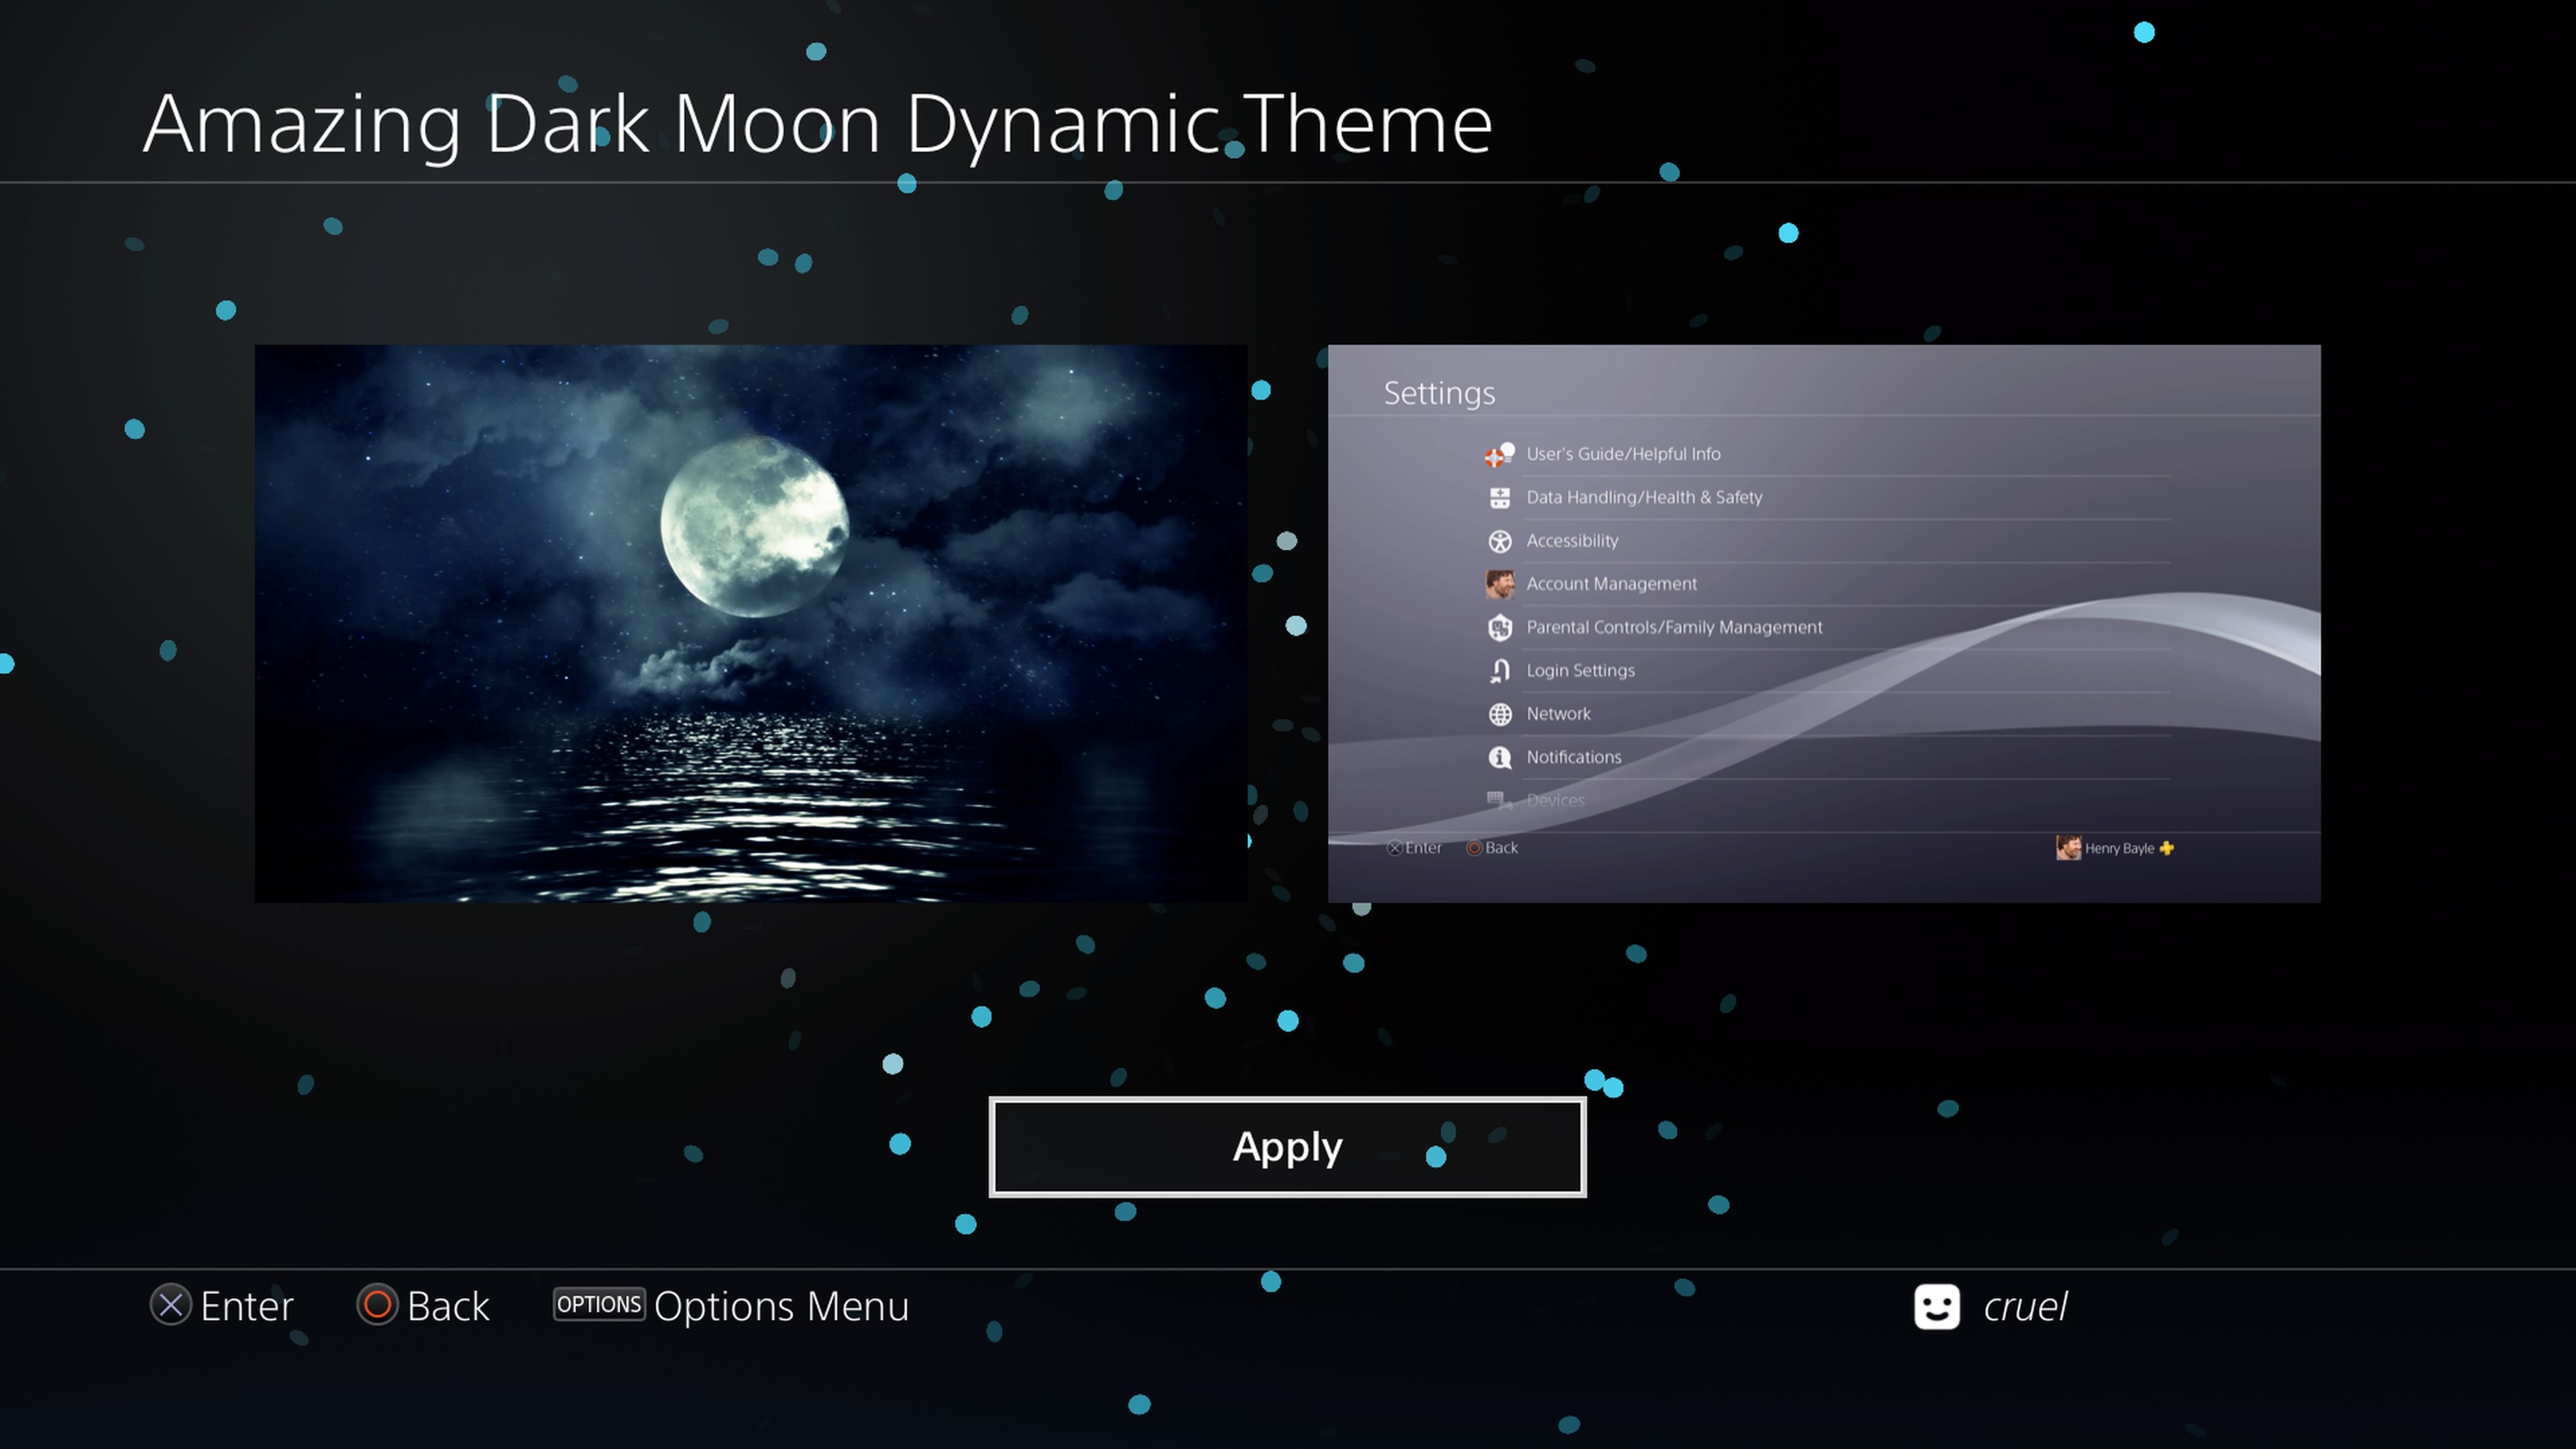 Amazing Dark Moon Dynamic Theme
Settings
User's Guide/Helpful Info
Data Handling/Health & Safety
Accessibility
Account Management
Parental Controls/Family Management
Login Settings
Network
Notifications
Devices
Enter Back Henry Bayle
Apply
Enter Back OPTIONS Options Menu cruel